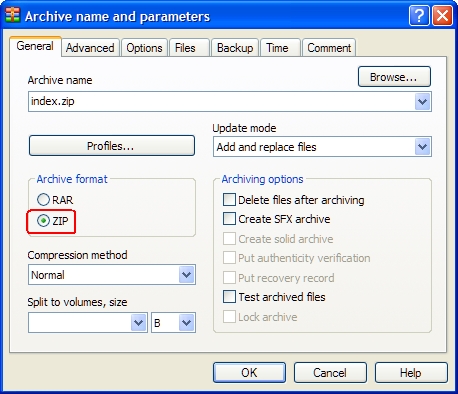 Archive name and parameters
General Advanced Options Files Backup Time Comment
Archive name
Browse...
index.zip
Update mode
Profiles...
Add and replace files
Archive format
RAR
ZIP
Compression method
Normal
Split to volumes, size
B
Archiving options
Delete files after archiving
Create SFX archive
Create solid archive
Put authenticity verification
Put recovery record
Test archived files
Lock archive
OK Cancel Help